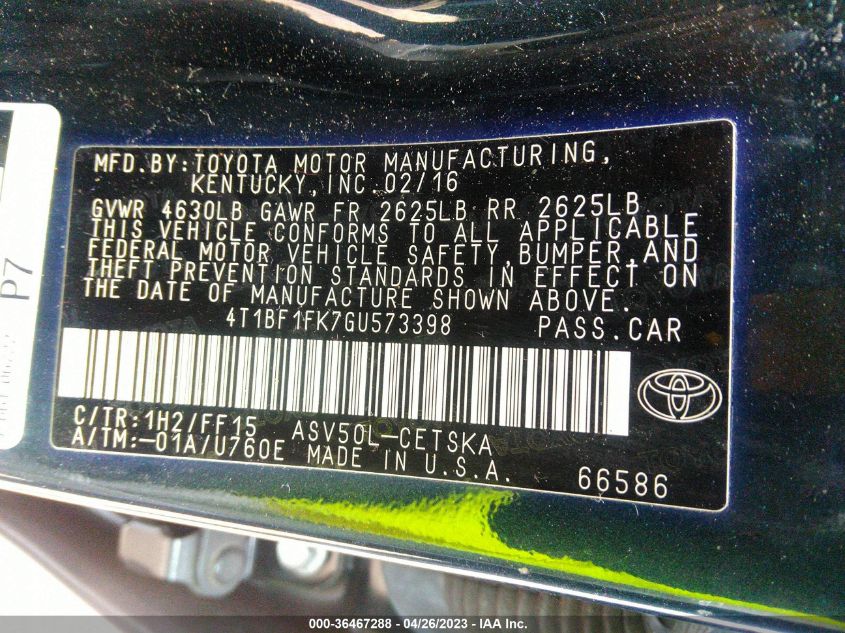 MFD.BY:TOYOTA MOTOR MANUFACTURING,
KENTUCKY,INC.02/16
GVWR 4630LB GAWR FR 2625LB RR 2625LB
THIS VEHICLE CONFORMS TO ALL APPLICABLE
FEDERAL MOTOR VEHICLE SAFETY,BUMPER,AND
THEFT PREVENTION STANDARDS IN EFFECT ON
THE DATE OF MANUFACTURE SHOWN ABOVE.
4T1BF1FK7GU573398 PASS.CAR
C/TR:1H2/FF15 ASV50L-CETSKA
A/TM:-01A/U760E MADE IN U.S.A.
66586
P7
000-36467288 - 04/26/2023 - IAA Inc.